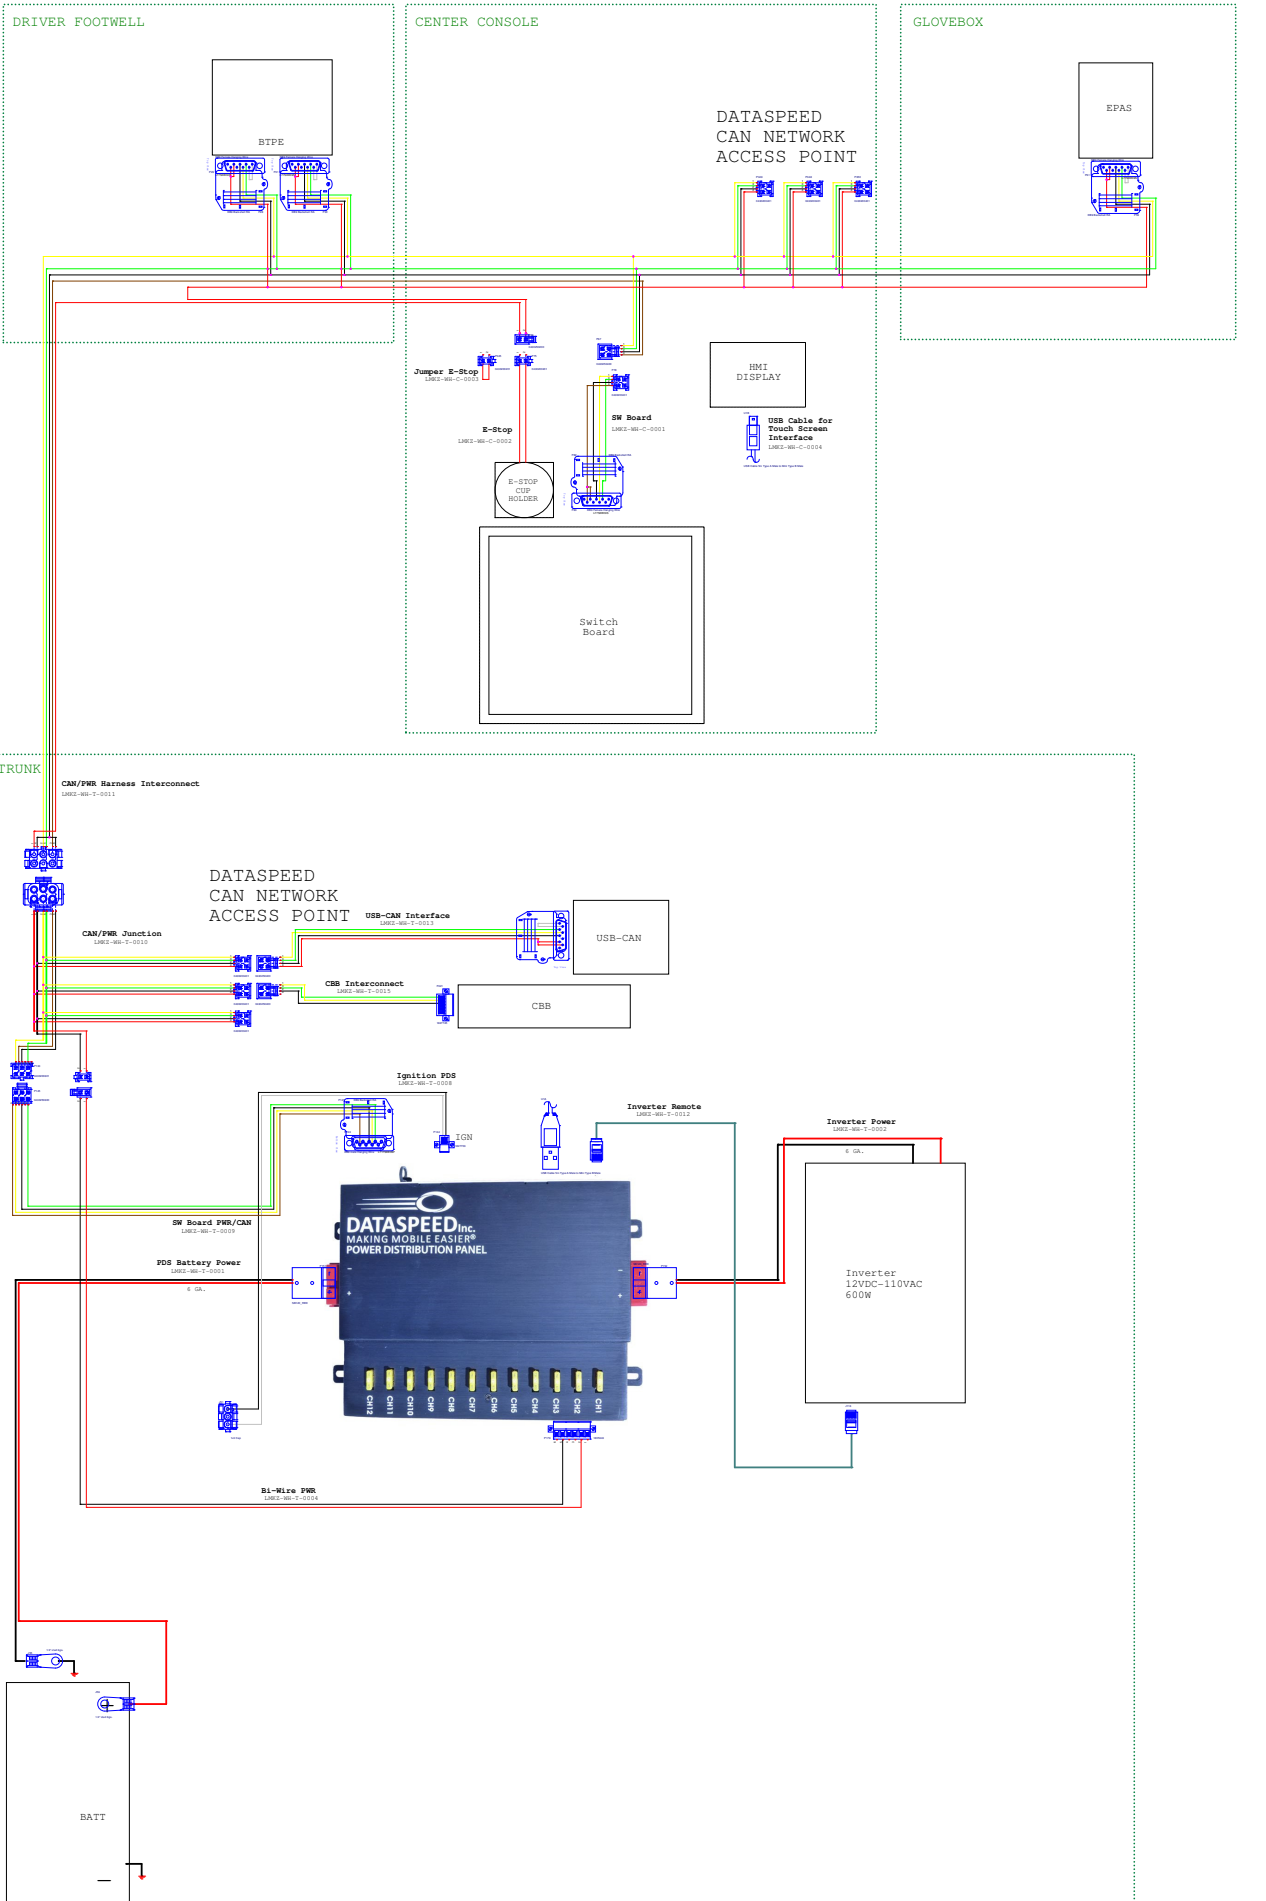 DRIVER FOOTWELL
CENTER CONSOLE
GLOVEBOX
BTPE
DATASPEED
CAN NETWORK
ACCESS POINT
EPAS
Jumper E-Stop
LMKZ-WH-C-0003
E-Stop
LMKZ-WH-C-0002
SW Board
LMKZ-WH-C-0001
HMI
DISPLAY
USB Cable for
Touch Screen
Interface
LMKZ-WH-C-0004
E-STOP
CUP
HOLDER
Switch
Board
TRUNK
CAN/PWR Harness Interconnect
LMKZ-WH-T-0011
DATASPEED
CAN NETWORK
ACCESS POINT
USB-CAN Interface
LMKZ-WH-T-0013
USB-CAN
CAN/PWR Junction
LMKZ-WH-T-0010
CBB Interconnect
LMKZ-WH-T-0015
CBB
Ignition PDS
LMKZ-WH-T-0008
IGN
Inverter Remote
LMKZ-WH-T-0012
Inverter Power
LMKZ-WH-T-0002
6 GA.
SW Board PWR/CAN
LMKZ-WH-T-0009
PDS Battery Power
LMKZ-WH-T-0001
6 GA.
DATASPEED Inc.
MAKING MOBILE EASIER®
POWER DISTRIBUTION PANEL
Inverter
12VDC-110VAC
600W
CH12 CH11 CH10 CH9 CH8 CH7 CH6 CH5 CH4 CH3 CH2 CH1
Bi-Wire PWR
LMKZ-WH-T-0004
BATT